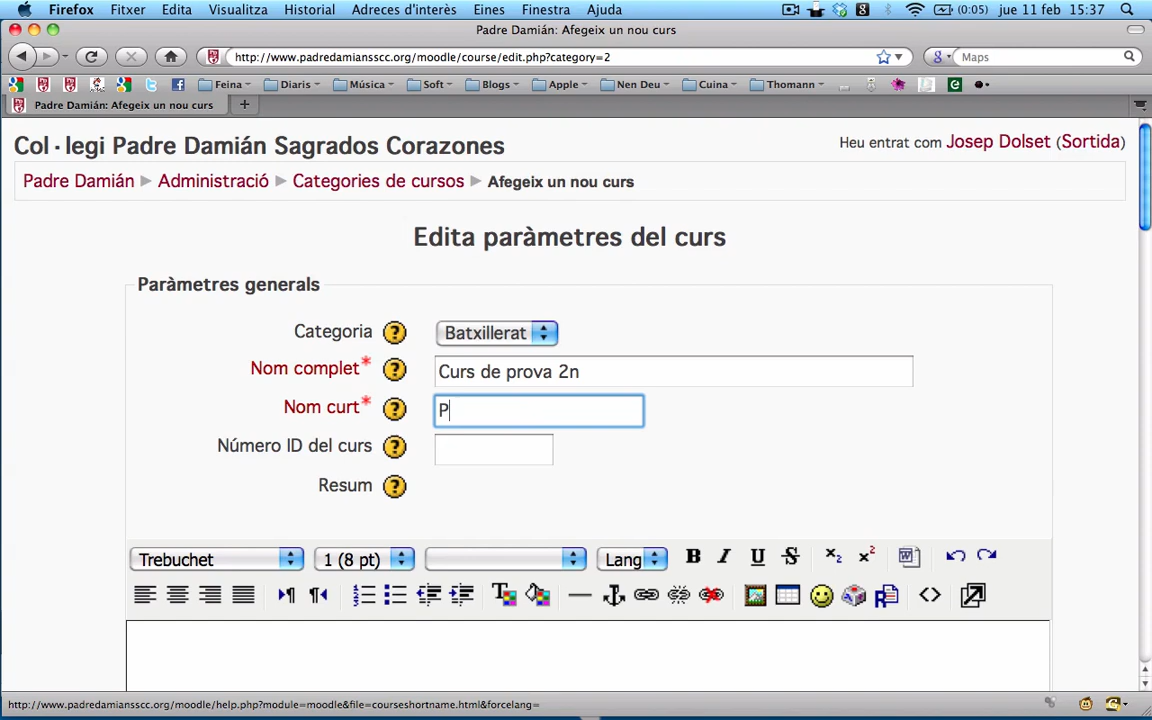 Firefox Fitxer Edita Visualitza Historial Adreces d'interès Eines Finestra Ajuda (0:05) jue 11 feb 15:37
Padre Damián: Afegeix un nou curs
http://www.padredamiansscc.org/moodle/course/edit.php?category=2 Maps
Feina Diaris Música Soft Blogs Apple Nen Deu Cuina Thomann
Padre Damián: Afegeix un nou curs
Col·legi Padre Damián Sagrados Corazones
Heu entrat com Josep Dolset (Sortida)
Padre Damián Administració Categories de cursos Afegeix un nou curs
Edita paràmetres del curs
Paràmetres generals
Categoria ? Batxillerat
Nom complet* ? Curs de prova 2n
Nom curt* ? P
Número ID del curs ?
Resum ?
Trebuchet 1 (8 pt) Lang B I U S x₂ x²
http://www.padredamiansscc.org/moodle/help.php?module=moodle&file=courseshortname.html&forcelang=